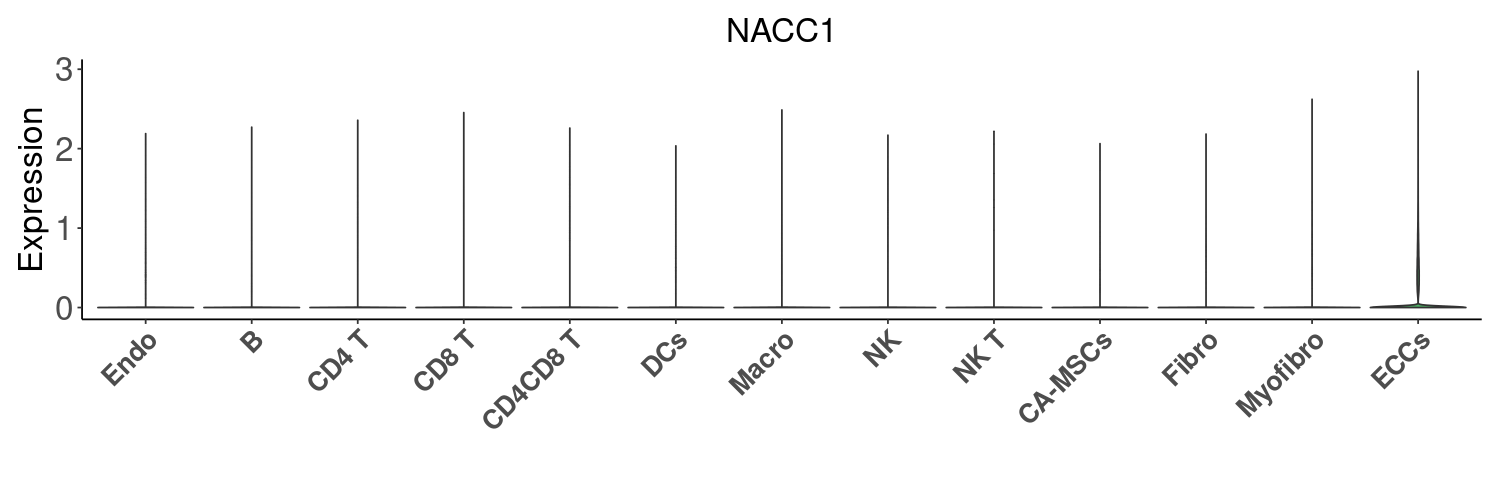 NACC1
Expression
3
2
1
0
Endo
B
CD4 T
CD8 T
CD4CD8 T
DCs
Macro
NK
NK T
CA-MSCs
Fibro
Myofibro
ECCs